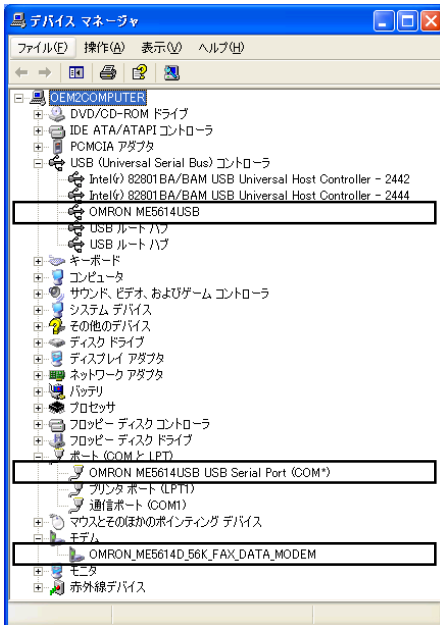 デバイス マネージャ
ファイル(F) 操作(A) 表示(V) ヘルプ(H)
OEM2COMPUTER
DVD/CD-ROM ドライブ
IDE ATA/ATAPI コントローラ
PCMCIA アダプタ
USB (Universal Serial Bus) コントローラ
Intel(r) 82801BA/BAM USB Universal Host Controller - 2442
Intel(r) 82801BA/BAM USB Universal Host Controller - 2444
OMRON ME5614USB
USB ルート ハブ
USB ルート ハブ
キーボード
コンピュータ
サウンド、ビデオ、およびゲーム コントローラ
システム デバイス
その他のデバイス
ディスク ドライブ
ディスプレイ アダプタ
ネットワーク アダプタ
バッテリ
プロセッサ
フロッピー ディスク コントローラ
フロッピー ディスク ドライブ
ポート (COM と LPT)
OMRON ME5614USB USB Serial Port (COM*)
プリンタ ポート (LPT1)
通信ポート (COM1)
マウスとそのほかのポインティング デバイス
モデム
OMRON_ME5614D_56K_FAX_DATA_MODEM
モニタ
赤外線デバイス